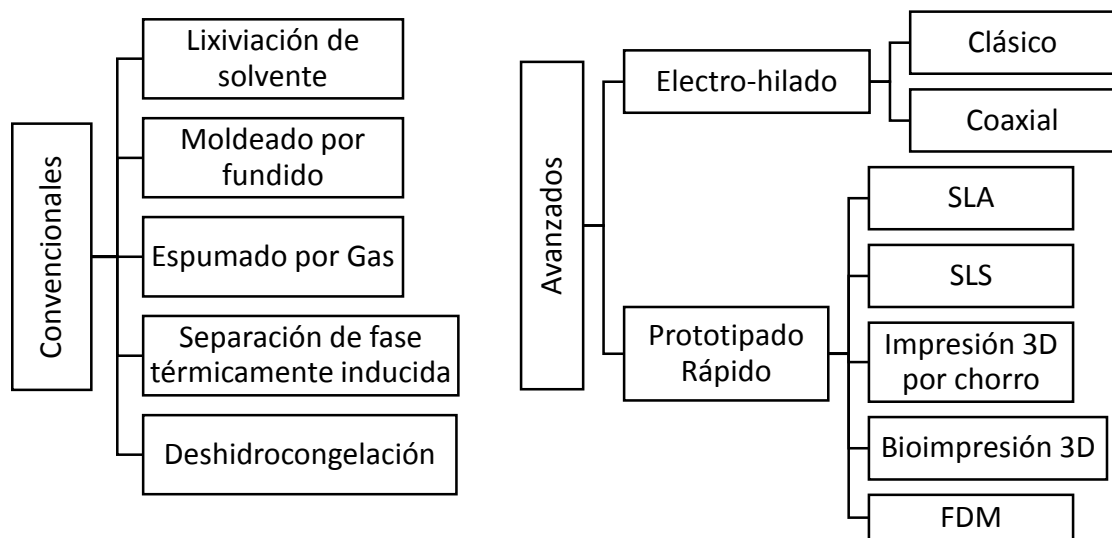 Convencionales
Lixiviación de
solvente
Moldeado por
fundido
Espumado por Gas
Separación de fase
térmicamente inducida
Deshidrocongelación
Avanzados
Electro-hilado
Clásico
Coaxial
Prototipado
Rápido
SLA
SLS
Impresión 3D
por chorro
Bioimpresión 3D
FDM